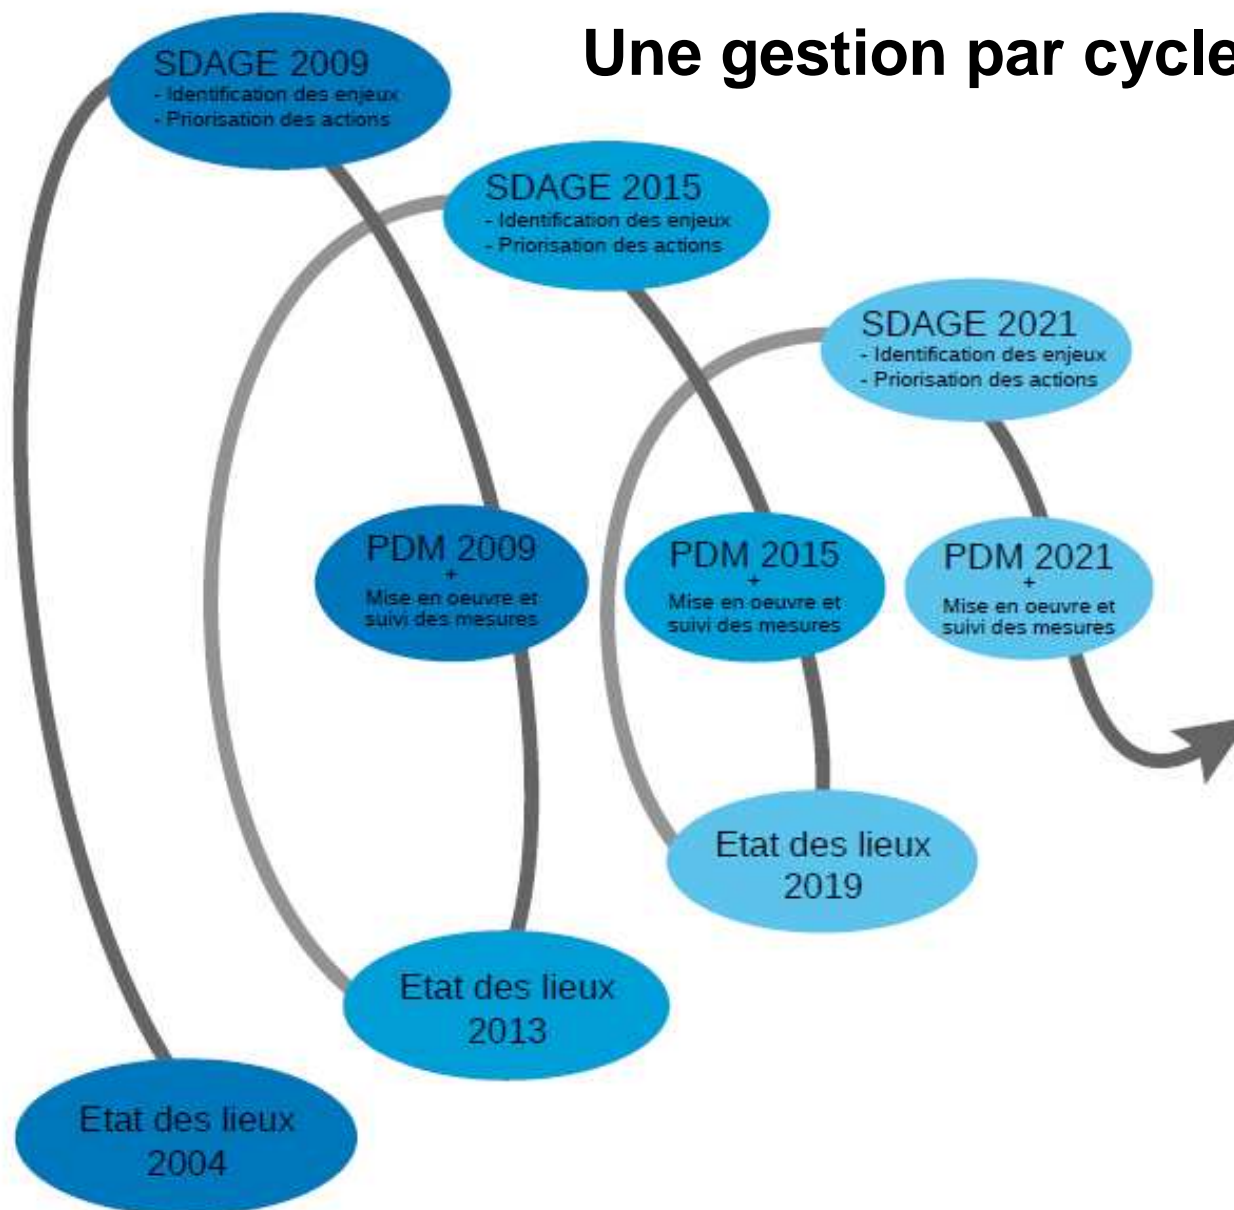 Une gestion par cycle
SDAGE 2009
- Identification des enjeux
- Priorisation des actions
SDAGE 2015
- Identification des enjeux
- Priorisation des actions
SDAGE 2021
- Identification des enjeux
- Priorisation des actions
PDM 2009
+
Mise en oeuvre et
suivi des mesures
PDM 2015
+
Mise en oeuvre et
suivi des mesures
PDM 2021
+
Mise en oeuvre et
suivi des mesures
Etat des lieux
2019
Etat des lieux
2013
Etat des lieux
2004